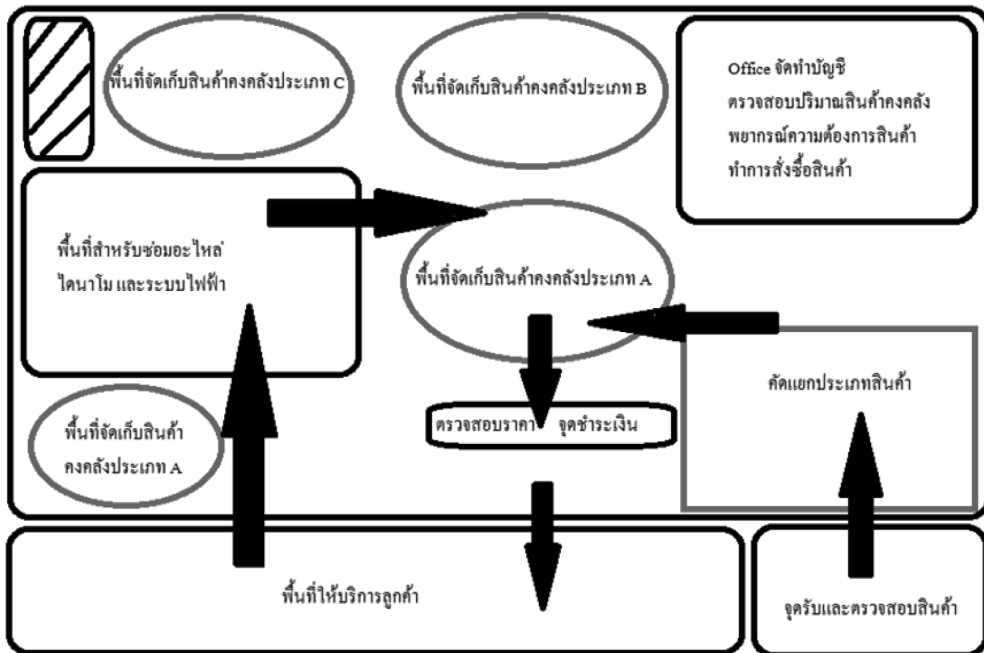 พื้นที่จัดเก็บสินค้าคงคลังประเภท C
พื้นที่จัดเก็บสินค้าคงคลังประเภท B
Office จัดทำบัญชี
ตรวจสอบปริมาณสินค้าคงคลัง
พยากรณ์ความต้องการสินค้า
ทำการสั่งซื้อสินค้า
พื้นที่สำหรับซ่อมอะไหล่
ไดนาโม และระบบไฟฟ้า
พื้นที่จัดเก็บสินค้าคงคลังประเภท A
คัดแยกประเภทสินค้า
พื้นที่จัดเก็บสินค้า
คงคลังประเภท A
ตรวจสอบราคา จุดชำระเงิน
พื้นที่ให้บริการลูกค้า
จุดรับและตรวจสอบสินค้า